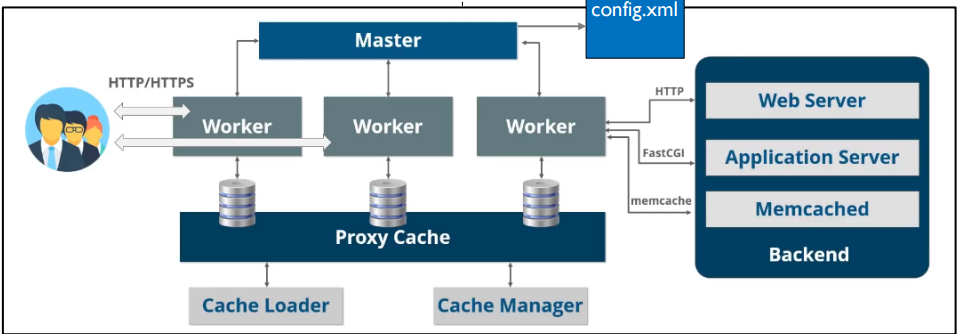 config.xml
Master
HTTP/HTTPS
Worker
Worker
Worker
HTTP
Web Server
FastCGI
Application Server
memcache
Memcached
Proxy Cache
Backend
Cache Loader
Cache Manager